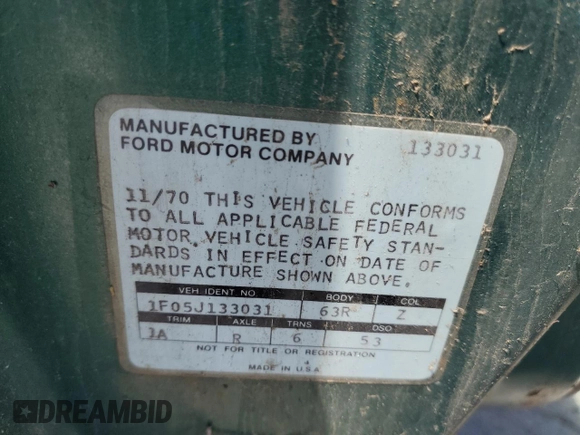 MANUFACTURED BY
FORD MOTOR COMPANY 133031
11/70 THIS VEHICLE CONFORMS
TO ALL APPLICABLE FEDERAL
MOTOR VEHICLE SAFETY STAN-
DARDS IN EFFECT ON DATE OF
MANUFACTURE SHOWN ABOVE.
VEH. IDENT NO. BODY COL
1F05J133031 63R Z
TRIM AXLE TRNS DSO
1A R 6 53
NOT FOR TITLE OR REGISTRATION
4
MADE IN U.S.A
DREAMBID